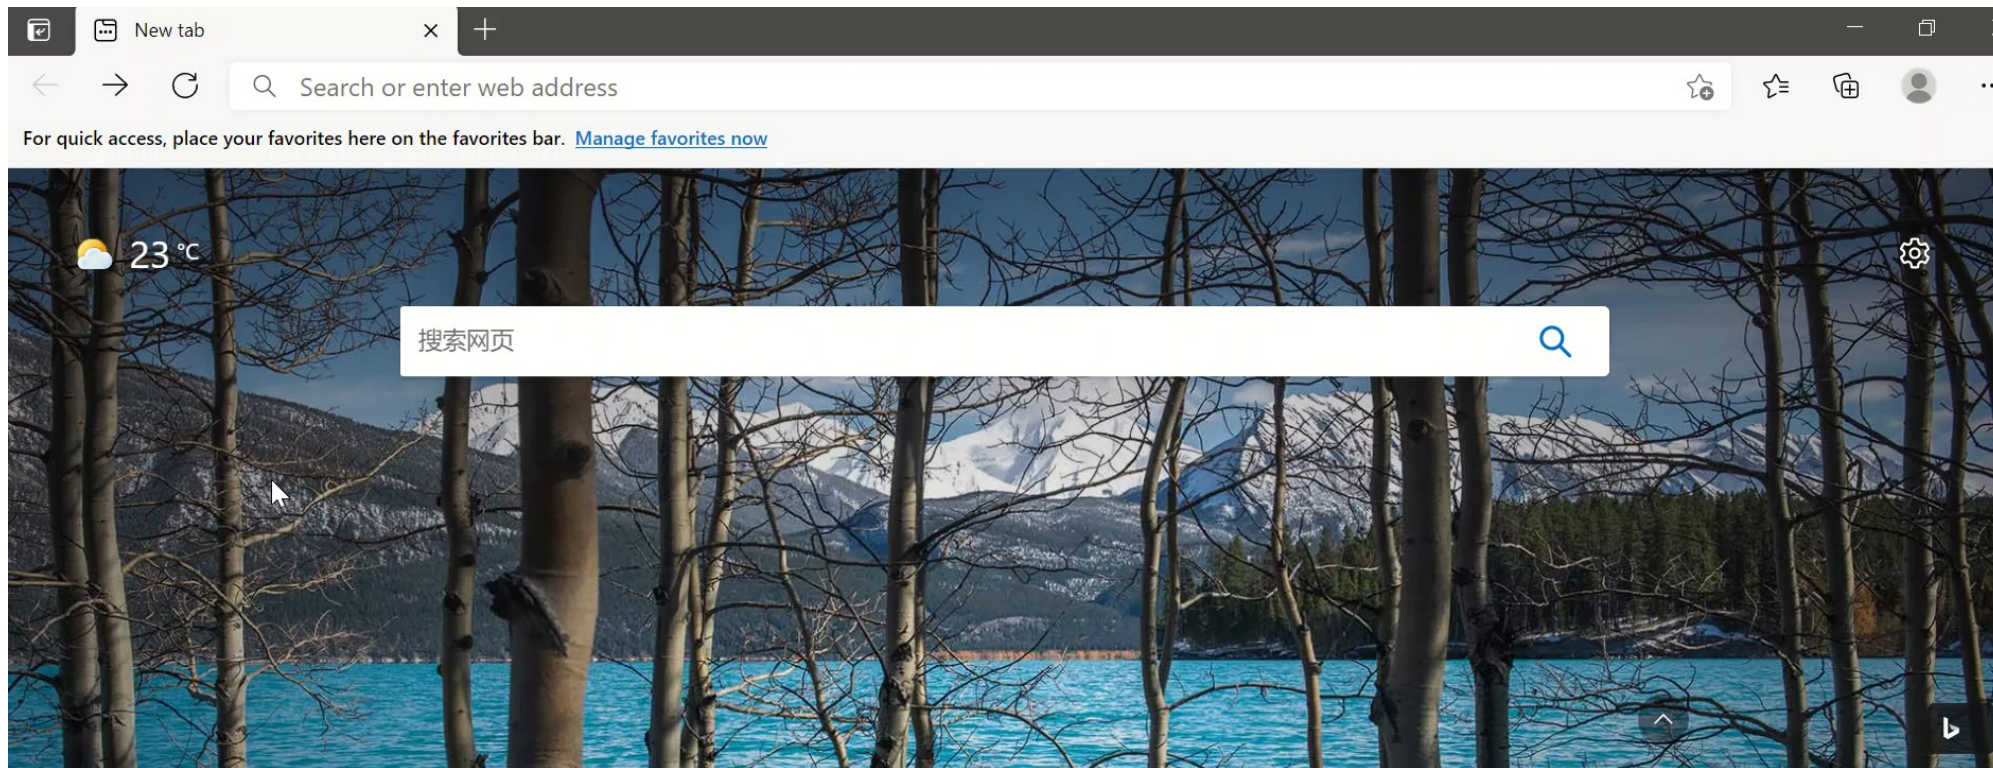 New tab
Search or enter web address
For quick access, place your favorites here on the favorites bar. Manage favorites now
23 °C
搜索网页